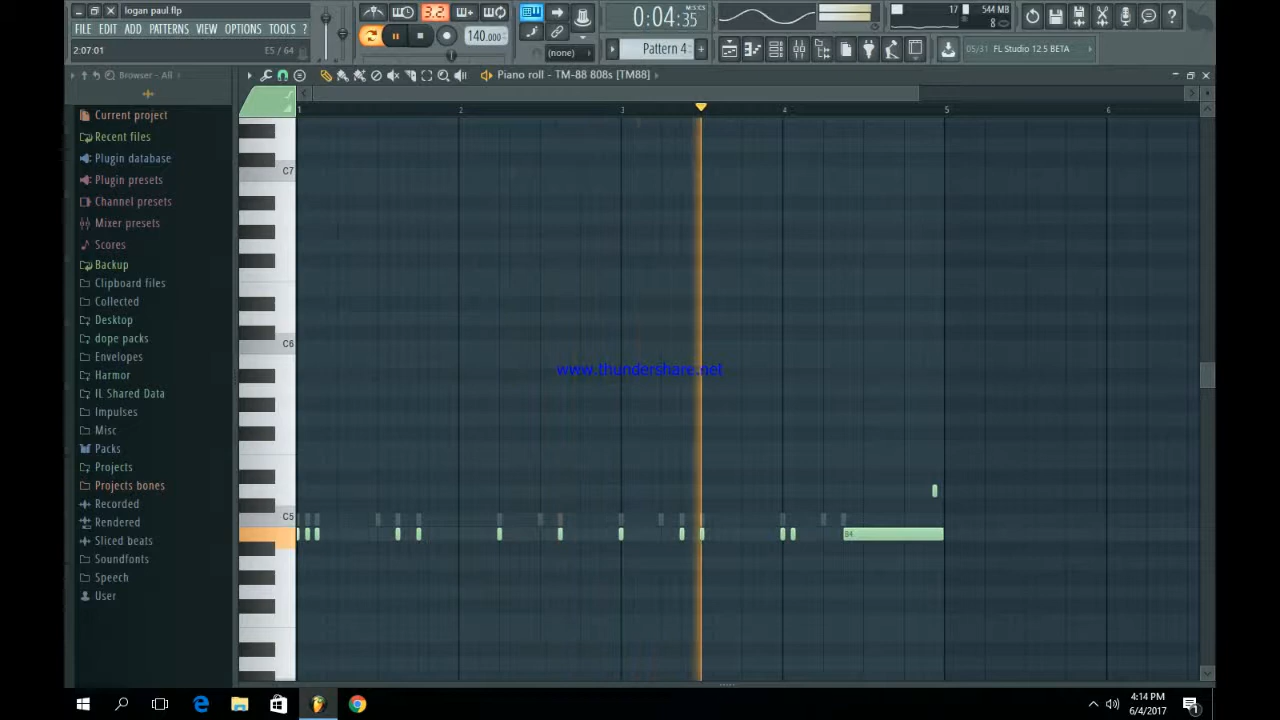 logan paul flp
FILE EDIT ADD PATTERNS VIEW OPTIONS TOOLS ?
2:07:01 E5 / 64
3.2
140.000
(none)
0:04:35
M:S:CS
Pattern 4
17
544 MB
8
05/31 FL Studio 12.5 BETA
Browser - All
Piano roll - TM-88 808s [TM88]
1 2 3 4 5 6
Current project
Recent files
Plugin database
Plugin presets
Channel presets
Mixer presets
Scores
Backup
Clipboard files
Collected
Desktop
dope packs
Envelopes
Harmor
IL Shared Data
Impulses
Misc
Packs
Projects
Projects bones
Recorded
Rendered
Sliced beats
Soundfonts
Speech
User
C7
C6
C5
B4
www.thundershare.net
4:14 PM
6/4/2017
1